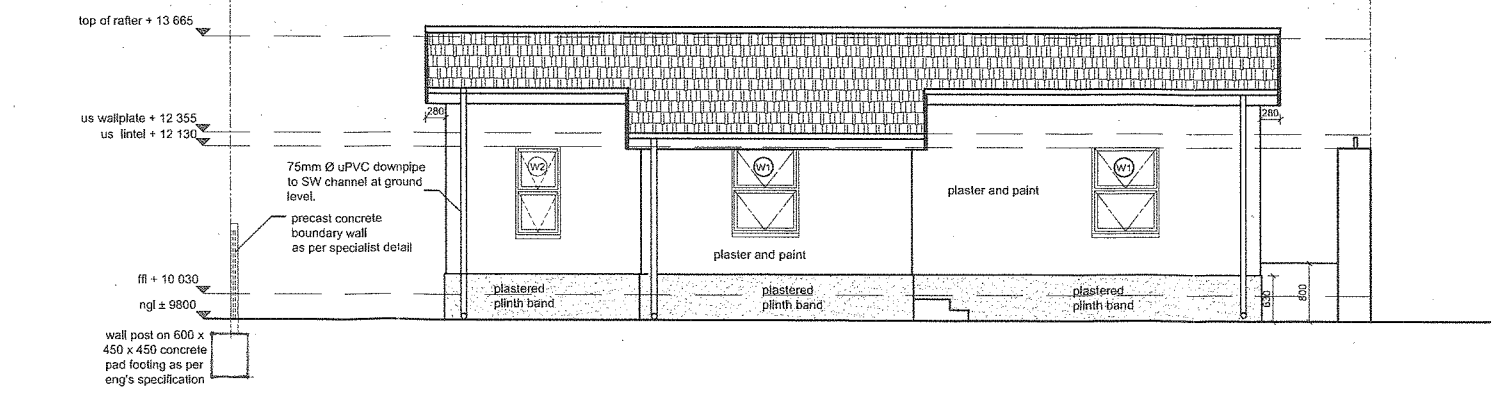 top of rafter + 13 665
us wallplate + 12 355
us lintel + 12 130
280
280
75mm Ø uPVC downpipe
to SW channel at ground
level.
precast concrete
boundary wall
as per specialist detail
W2
W1
W1
plaster and paint
plaster and paint
ffl + 10 030
ngl ± 9800
plastered
plinth band
plastered
plinth band
plastered
plinth band
630
800
wall post on 600 x
450 x 450 concrete
pad footing as per
eng's specification